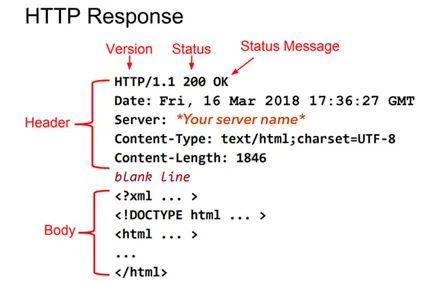 HTTP Response
Version Status Status Message
HTTP/1.1 200 OK
Date: Fri, 16 Mar 2018 17:36:27 GMT
Header Server: *Your server name*
Content-Type: text/html;charset=UTF-8
Content-Length: 1846
blank line
<?xml ... >
<!DOCTYPE html ... >
Body <html ... >
...
</html>